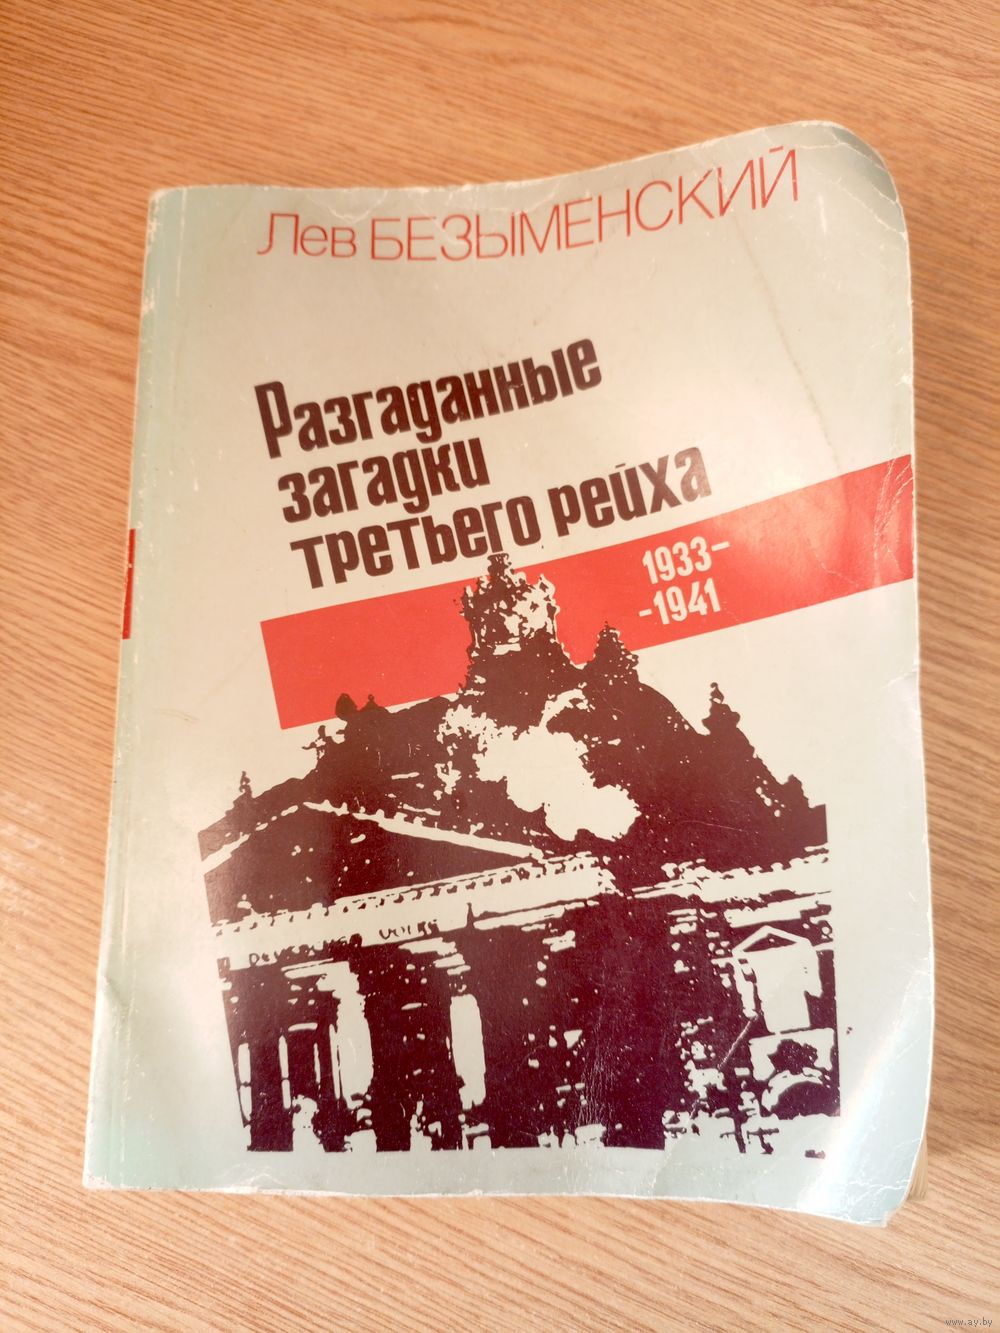 Лев БЕЗЫМЕНСКИЙ
Разгаданные
загадки
третьего рейха
1933-
-1941
www.ay.by